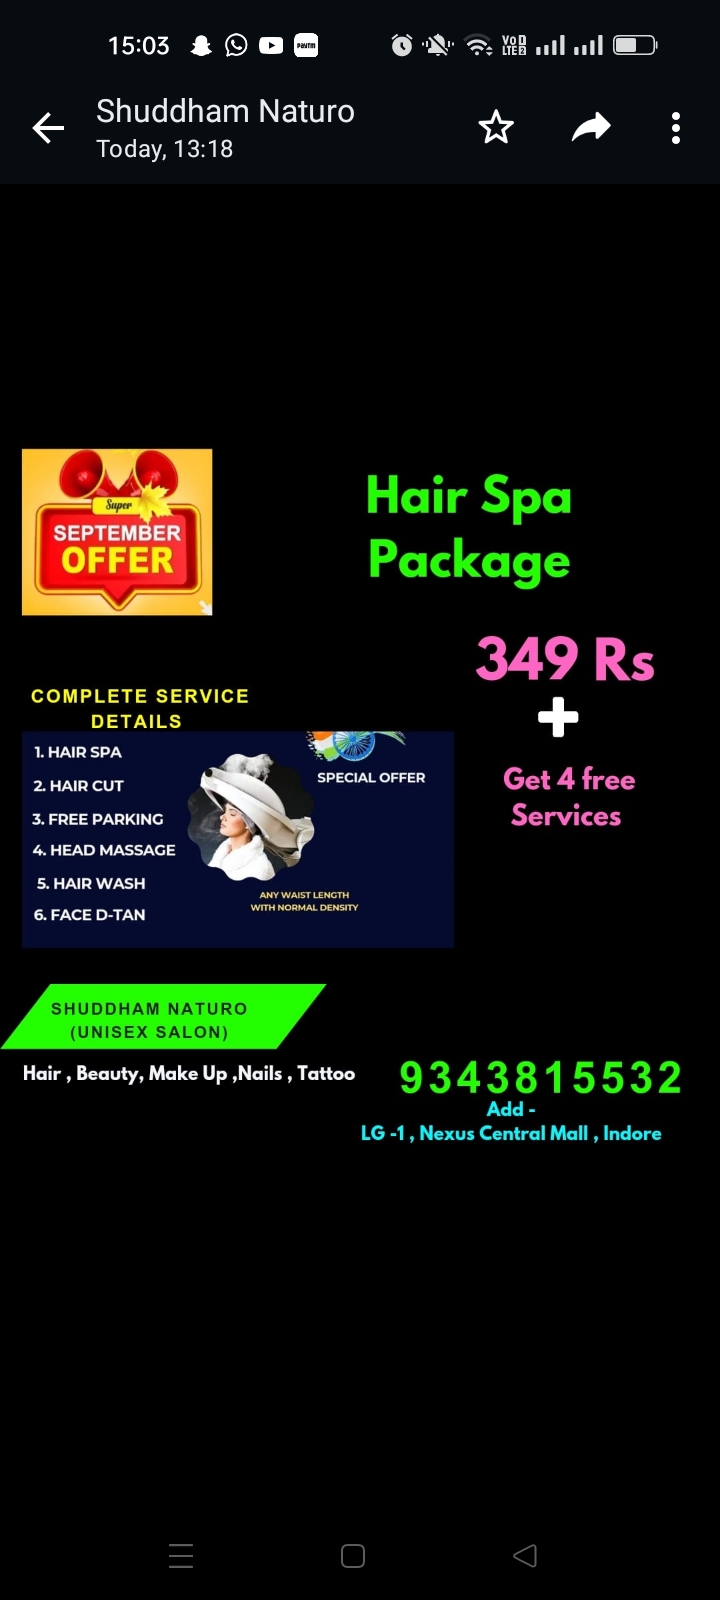 15:03
Paytm
Vo
LTE2
Shuddham Naturo
Today, 13:18
Super
SEPTEMBER
OFFER
Hair Spa
Package
349 Rs
+
Get 4 free
Services
COMPLETE SERVICE
DETAILS
1. HAIR SPA
2. HAIR CUT
3. FREE PARKING
4. HEAD MASSAGE
5. HAIR WASH
6. FACE D-TAN
SPECIAL OFFER
ANY WAIST LENGTH
WITH NORMAL DENSITY
SHUDDHAM NATURO
(UNISEX SALON)
Hair , Beauty, Make Up ,Nails , Tattoo
9343815532
Add -
LG -1 , Nexus Central Mall , Indore